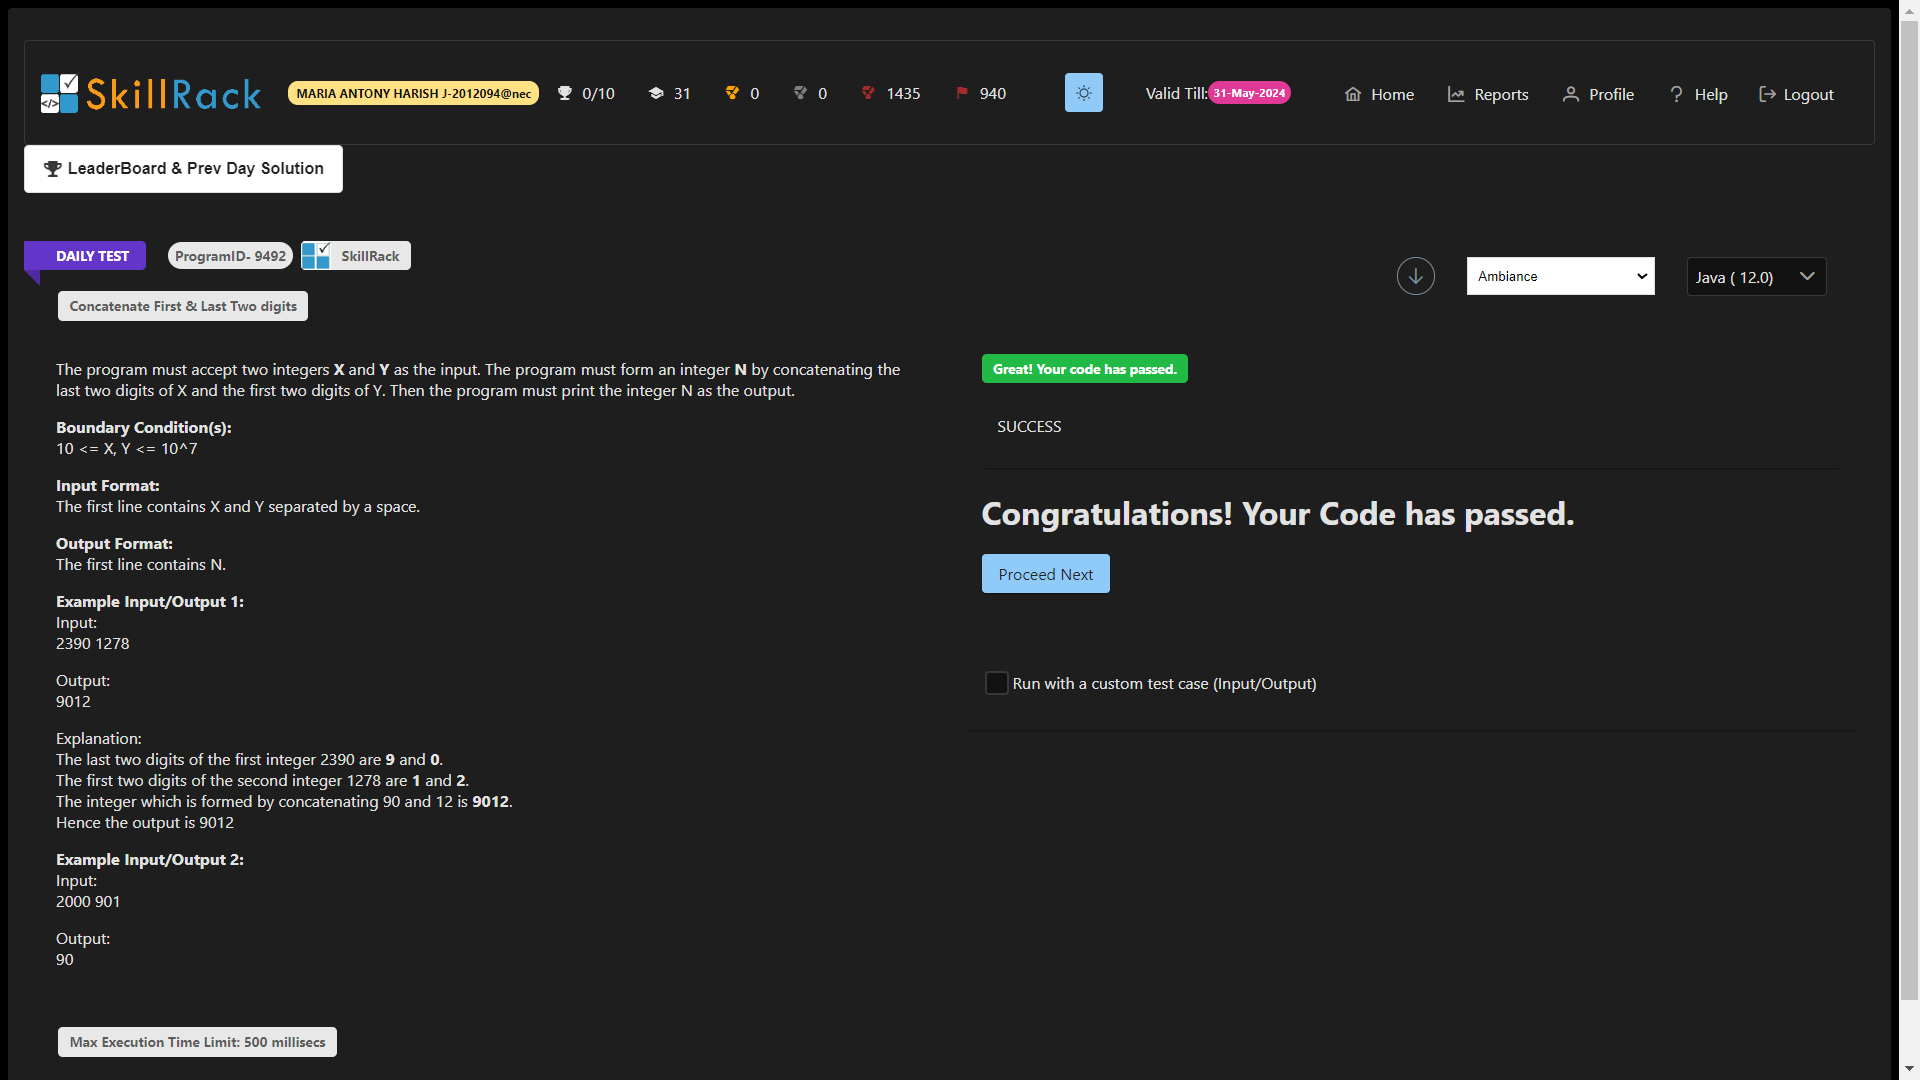 SkillRack MARIA ANTONY HARISH J-2012094@nec 0/10 31 0 0 1435 940 Valid Till: 31-May-2024 Home Reports Profile Help Logout
LeaderBoard & Prev Day Solution
DAILY TEST ProgramID- 9492 SkillRack
Ambiance Java ( 12.0)
Concatenate First & Last Two digits
The program must accept two integers X and Y as the input. The program must form an integer N by concatenating the
last two digits of X and the first two digits of Y. Then the program must print the integer N as the output.
Boundary Condition(s):
10 <= X, Y <= 10^7
Input Format:
The first line contains X and Y separated by a space.
Output Format:
The first line contains N.
Example Input/Output 1:
Input:
2390 1278
Output:
9012
Explanation:
The last two digits of the first integer 2390 are 9 and 0.
The first two digits of the second integer 1278 are 1 and 2.
The integer which is formed by concatenating 90 and 12 is 9012.
Hence the output is 9012
Example Input/Output 2:
Input:
2000 901
Output:
90
Max Execution Time Limit: 500 millisecs
Great! Your code has passed.
SUCCESS
Congratulations! Your Code has passed.
Proceed Next
Run with a custom test case (Input/Output)